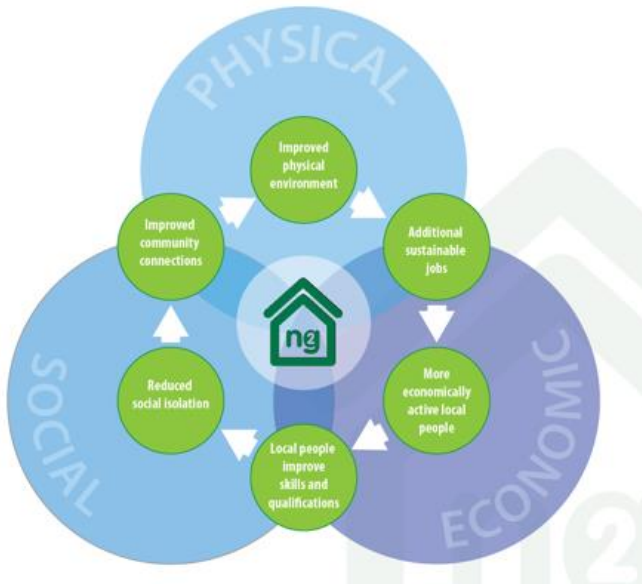 PHYSICAL
Improved
physical
environment
Improved
community
connections
Additional
sustainable
jobs
ng2
SOCIAL
Reduced
social isolation
More
economically
active local
people
ECONOMIC
Local people
improve
skills and
qualifications